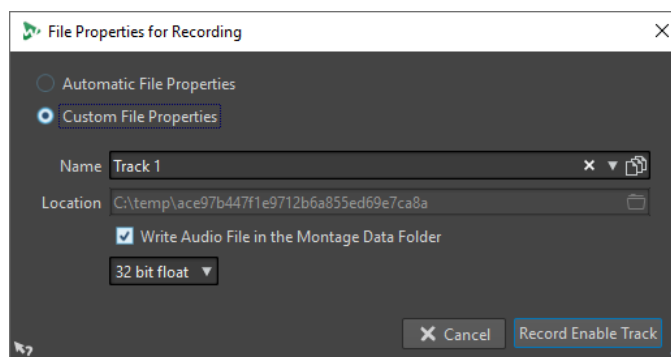 File Properties for Recording
Automatic File Properties
Custom File Properties
Name Track 1
Location C:\temp\ace97b447f1e9712b6a855ed69e7ca8a
Write Audio File in the Montage Data Folder
32 bit float
Cancel Record Enable Track